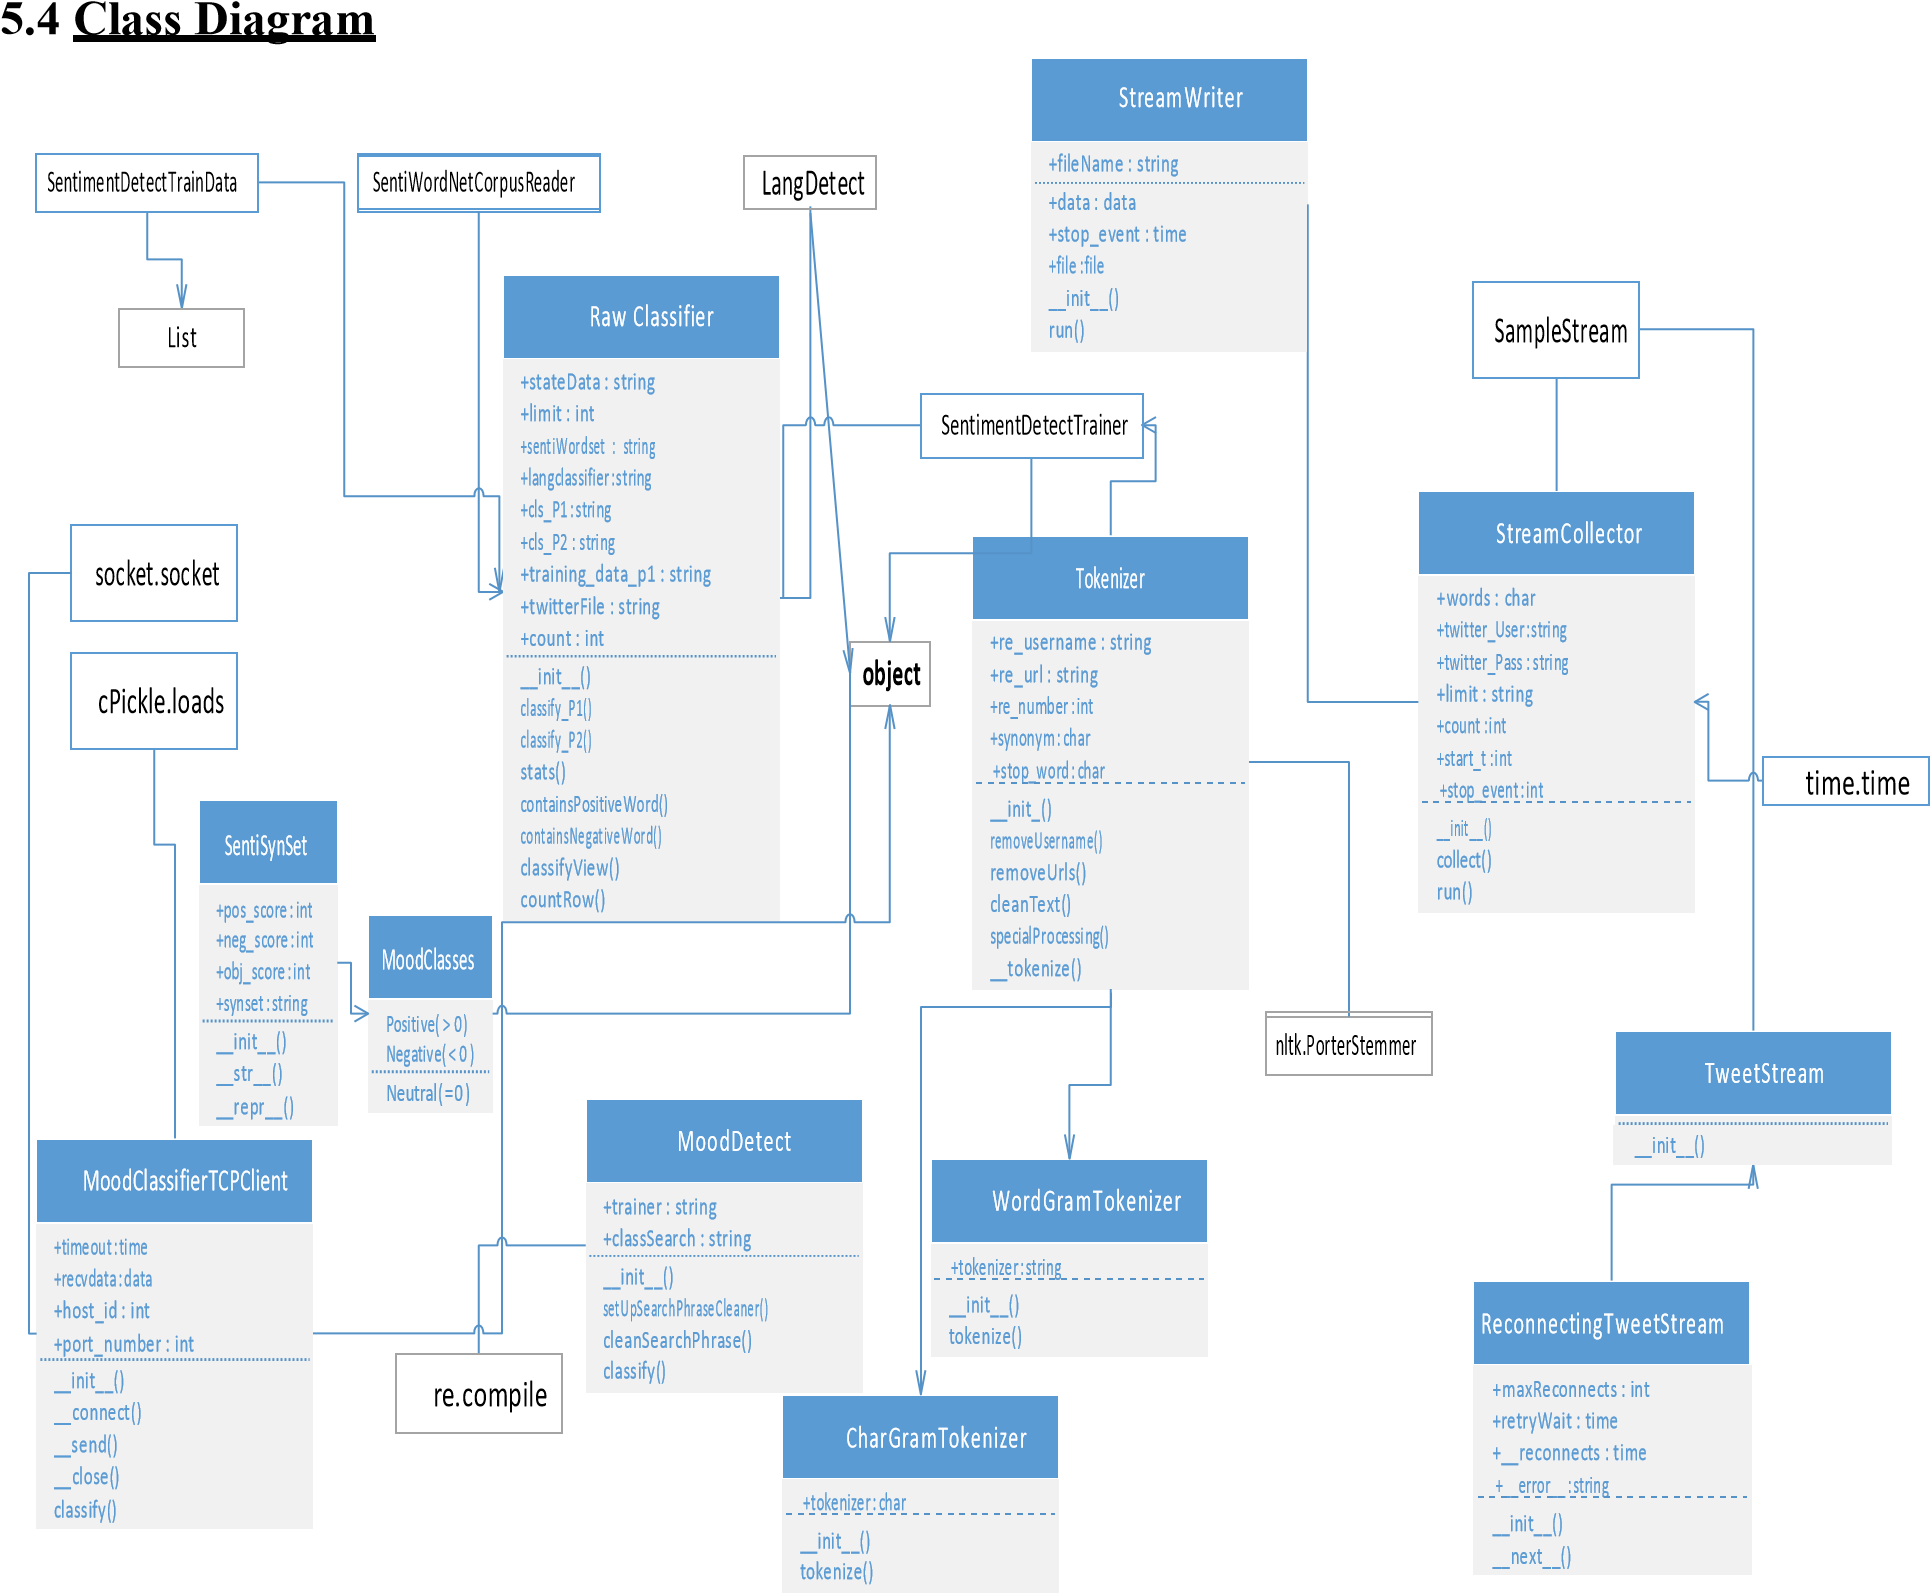 5.4 Class Diagram
StreamWriter
+fileName : string
+data : data
+stop_event : time
+file :file
__init__()
run()
SentimentDetectTrainData
SentiWordNetCorpusReader
LangDetect
List
Raw Classifier
+stateData : string
+limit : int
+sentiWordset : string
+langclassifier :string
+cls_P1 :string
+cls_P2 : string
+training_data_p1 : string
+twitterFile : string
+count : int
__init__()
classify_P1()
classify_P2()
stats()
containsPositiveWord()
containsNegativeWord()
classifyView()
countRow()
SampleStream
SentimentDetectTrainer
StreamCollector
+words : char
+twitter_User :string
+twitter_Pass : string
+limit : string
+count :int
+start_t :int
+stop_event :int
__init__()
collect()
run()
socket.socket
cPickle.loads
Tokenizer
+re_username : string
+re_url : string
+re_number :int
+synonym : char
+stop_word : char
__init_()
removeUsername()
removeUrls()
cleanText()
specialProcessing()
__tokenize()
object
time.time
SentiSynSet
+pos_score : int
+neg_score : int
+obj_score : int
+synset : string
__init__()
__str__()
__repr__()
MoodClasses
Positive( > 0)
Negative( < 0 )
Neutral( =0 )
nltk.PorterStemmer
TweetStream
__init__()
MoodDetect
+trainer : string
+classSearch : string
__init__()
setUpSearchPhraseCleaner()
cleanSearchPhrase()
classify()
MoodClassifierTCPClient
+timeout :time
+recvdata : data
+host_id : int
+port_number : int
__init__()
__connect()
__send()
__close()
classify()
WordGramTokenizer
+tokenizer : string
__init__()
tokenize()
re.compile
ReconnectingTweetStream
+maxReconnects : int
+retryWait : time
+__reconnects : time
+__error__ :string
__init__()
__next__()
CharGramTokenizer
+tokenizer : char
__init__()
tokenize()